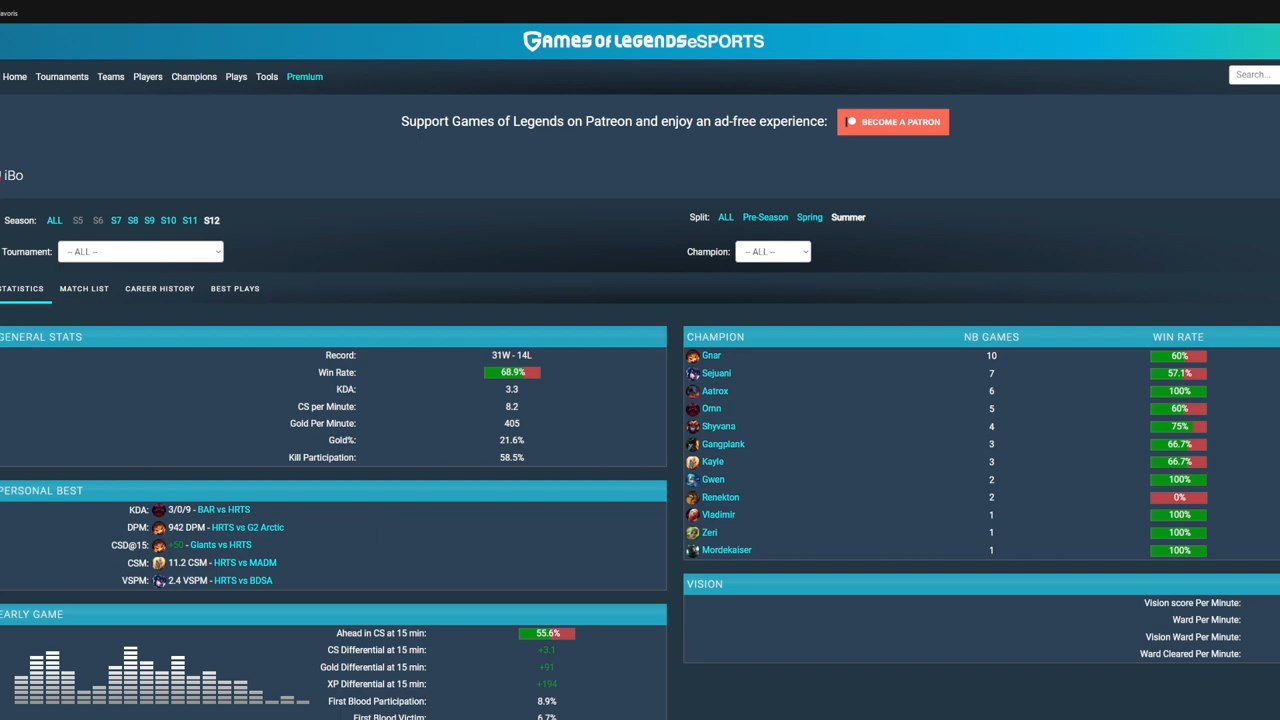 avoris
GAMES OF LEGENDS eSPORTS
Home Tournaments Teams Players Champions Plays Tools Premium
Search...
Support Games of Legends on Patreon and enjoy an ad-free experience: BECOME A PATRON
iBo
Season: ALL S5 S6 S7 S8 S9 S10 S11 S12
Split: ALL Pre-Season Spring Summer
Tournament: -- ALL --
Champion: -- ALL --
STATISTICS MATCH LIST CAREER HISTORY BEST PLAYS
GENERAL STATS
Record: 31W - 14L
Win Rate: 68.9%
KDA: 3.3
CS per Minute: 8.2
Gold Per Minute: 405
Gold%: 21.6%
Kill Participation: 58.5%
PERSONAL BEST
KDA: 3/0/9 - BAR vs HRTS
DPM: 942 DPM - HRTS vs G2 Arctic
CSD@15: +50 - Giants vs HRTS
CSM: 11.2 CSM - HRTS vs MADM
VSPM: 2.4 VSPM - HRTS vs BDSA
EARLY GAME
Ahead in CS at 15 min: 55.6%
CS Differential at 15 min: +3.1
Gold Differential at 15 min: +91
XP Differential at 15 min: +194
First Blood Participation: 8.9%
First Blood Victim: 6.7%
CHAMPION NB GAMES WIN RATE
Gnar 10 60%
Sejuani 7 57.1%
Aatrox 6 100%
Ornn 5 60%
Shyvana 4 75%
Gangplank 3 66.7%
Kayle 3 66.7%
Gwen 2 100%
Renekton 2 0%
Vladimir 1 100%
Zeri 1 100%
Mordekaiser 1 100%
VISION
Vision score Per Minute:
Ward Per Minute:
Vision Ward Per Minute:
Ward Cleared Per Minute: